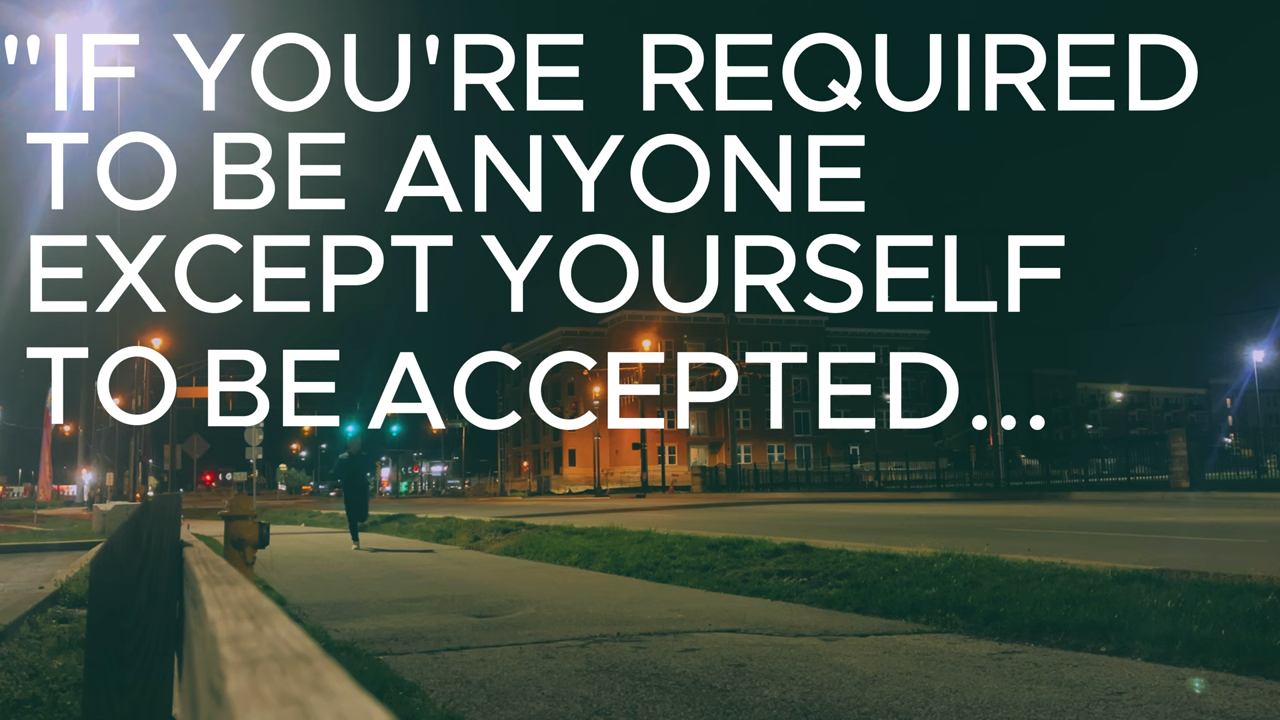 "IF YOU'RE REQUIRED
TO BE ANYONE
EXCEPT YOURSELF
TO BE ACCEPTED...